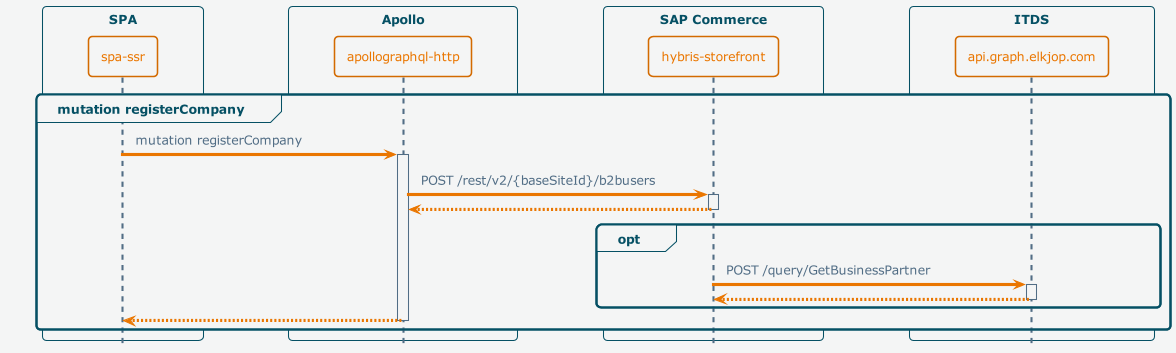 SPA
Apollo
SAP Commerce
ITDS
spa-ssr
apollographql-http
hybris-storefront
api.graph.elkjop.com
mutation registerCompany
mutation registerCompany
POST /rest/v2/{baseSiteId}/b2busers
opt
POST /query/GetBusinessPartner